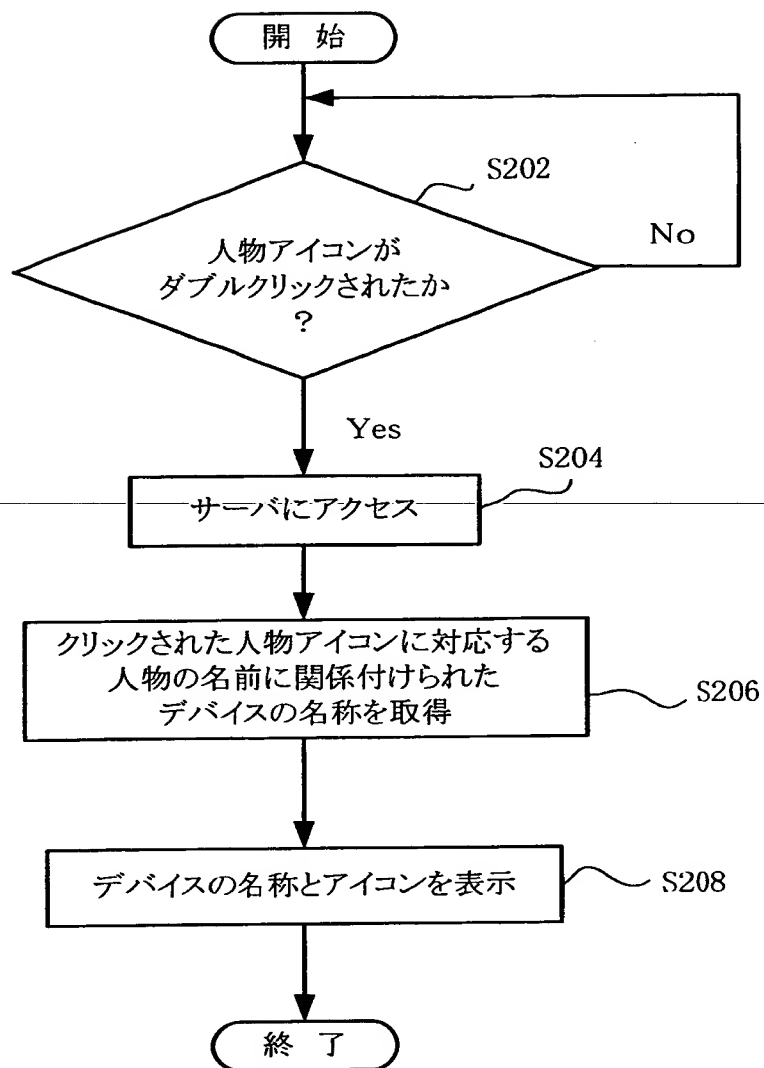 開 始
S202
人物アイコンが
ダブルクリックされたか
?
No
Yes
S204
サーバにアクセス
クリックされた人物アイコンに対応する
人物の名前に関係付けられた
デバイスの名称を取得
S206
デバイスの名称とアイコンを表示
S208
終 了